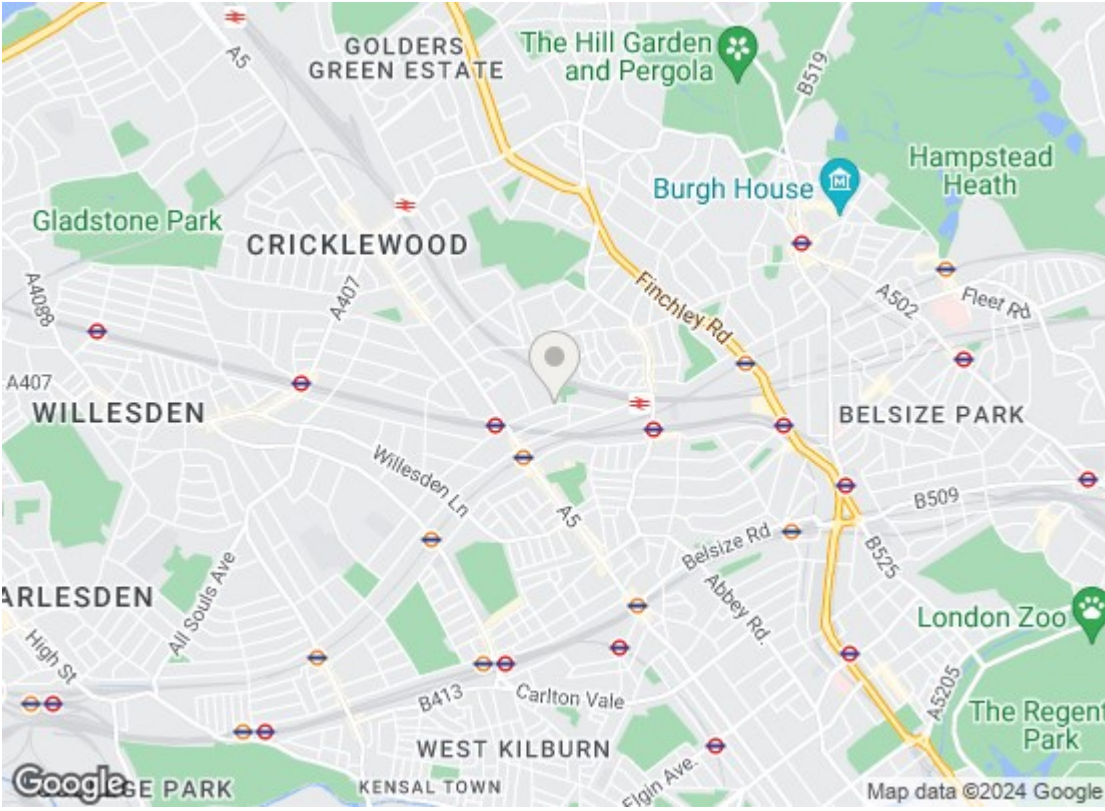 GOLDERS
GREEN ESTATE
The Hill Garden
and Pergola
B519
A5
Hampstead
Heath
Burgh House
Gladstone Park
CRICKLEWOOD
A4088
A407
Finchley Rd
A502
Fleet Rd
A407
WILLESDEN
BELSIZE PARK
Willesden Ln
A5
B509
Belsize Rd
B525
Abbey Rd.
ARLESDEN
All Souls Ave
London Zoo
High St
B413
Carlton Vale
A5205
The Regent
Park
WEST KILBURN
Elgin Ave.
KENSAL TOWN
Google
EGE PARK
Map data ©2024 Google